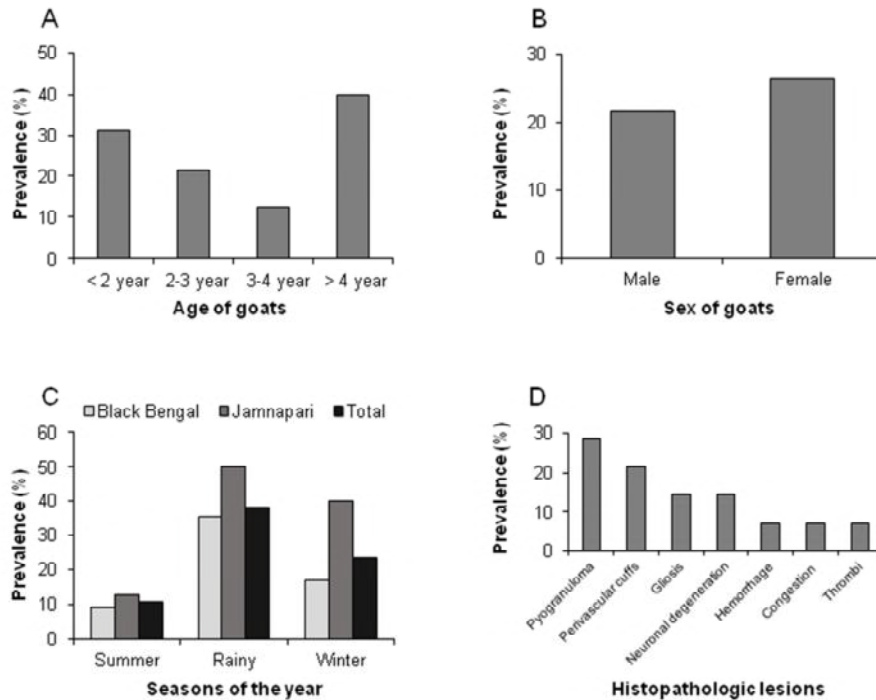 A
50
40
30
20
10
0
Prevalence (%)
< 2 year 2-3 year 3-4 year > 4 year
Age of goats
B
30
20
10
0
Prevalence (%)
Male Female
Sex of goats
C
Black Bengal Jamnapari Total
60
50
40
30
20
10
0
Prevalence (%)
Summer Rainy Winter
Seasons of the year
D
30
20
10
0
Prevalence (%)
Pyogranuloma
Perivascular cuffs
Gliosis
Neuronal degeneration
Hemorrhage
Congestion
Thrombi
Histopathologic lesions